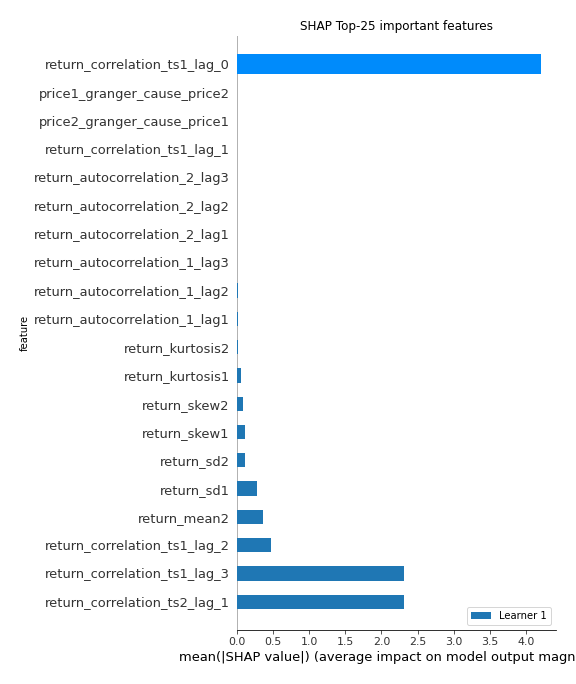 SHAP Top-25 important features
return_correlation_ts1_lag_0
price1_granger_cause_price2
price2_granger_cause_price1
return_correlation_ts1_lag_1
return_autocorrelation_2_lag3
return_autocorrelation_2_lag2
return_autocorrelation_2_lag1
return_autocorrelation_1_lag3
return_autocorrelation_1_lag2
return_autocorrelation_1_lag1
feature
return_kurtosis2
return_kurtosis1
return_skew2
return_skew1
return_sd2
return_sd1
return_mean2
return_correlation_ts1_lag_2
return_correlation_ts1_lag_3
return_correlation_ts2_lag_1
Learner 1
0.0 0.5 1.0 1.5 2.0 2.5 3.0 3.5 4.0
mean(|SHAP value|) (average impact on model output magn